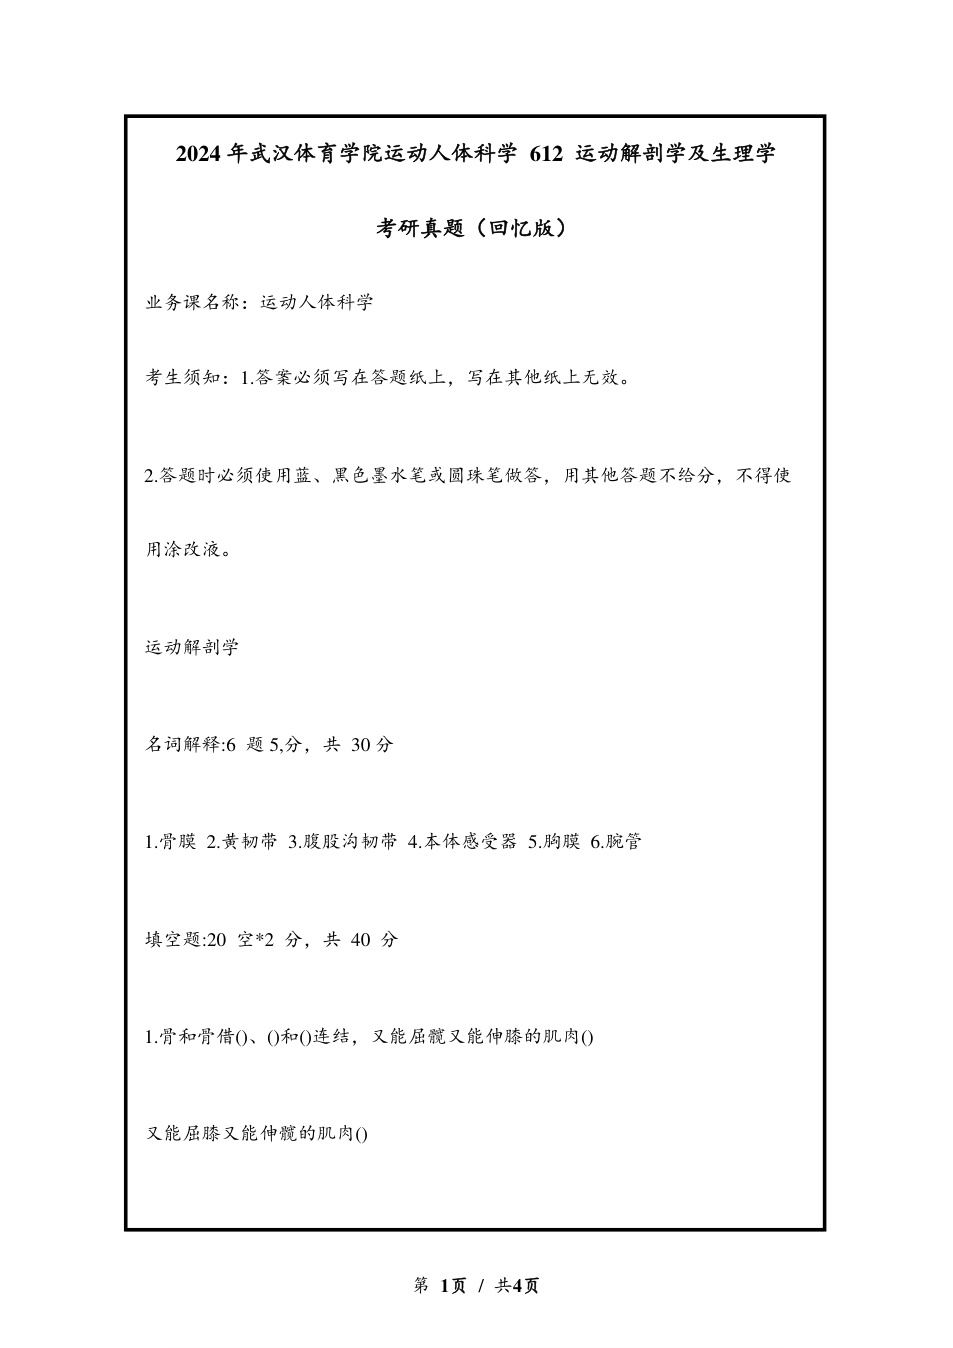 2024 年武汉体育学院运动人体科学 612 运动解剖学及生理学
考研真题（回忆版）
业务课名称：运动人体科学
考生须知：1.答案必须写在答题纸上，写在其他纸上无效。
2.答题时必须使用蓝、黑色墨水笔或圆珠笔做答，用其他答题不给分，不得使
用涂改液。
运动解剖学
名词解释:6 题 5,分，共 30 分
1.骨膜 2.黄韧带 3.腹股沟韧带 4.本体感受器 5.胸膜 6.腕管
填空题:20 空*2 分，共 40 分
1.骨和骨借()、()和()连结，又能屈髋又能伸膝的肌肉()
又能屈膝又能伸髋的肌肉()
第 1页 / 共4页